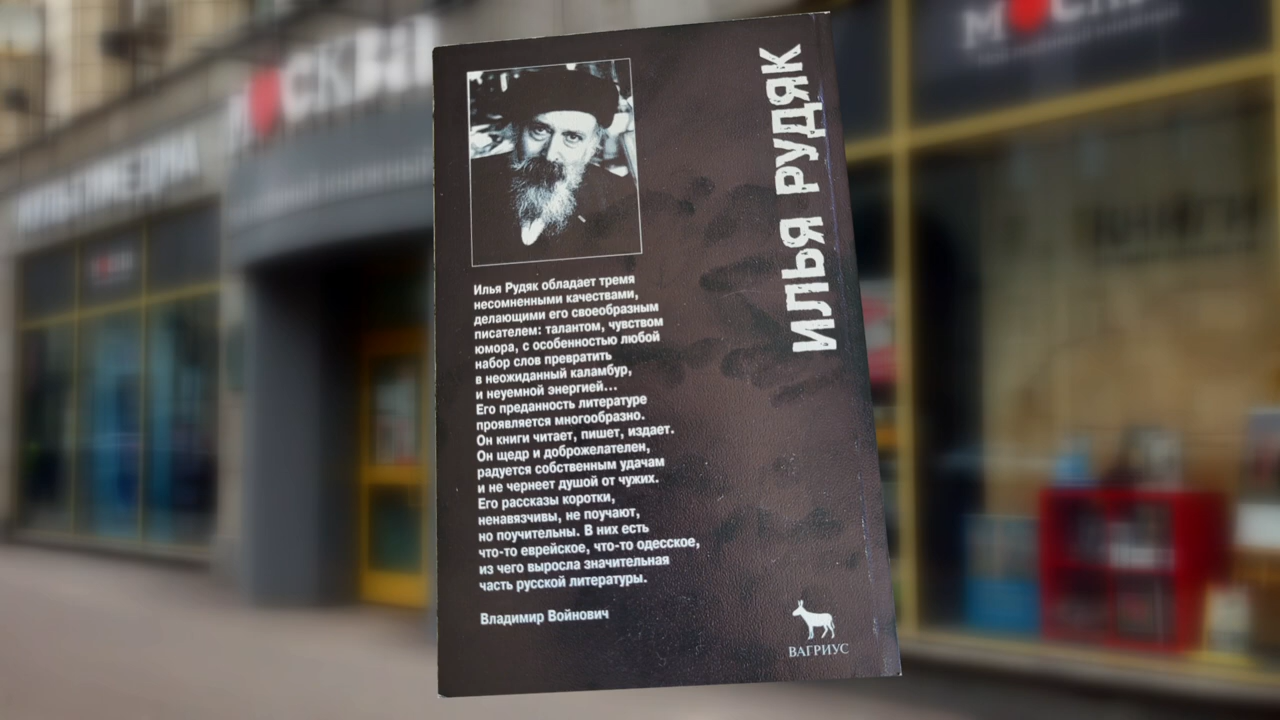 ИЛЬЯ РУДЯК
Илья Рудяк обладает тремя
несомненными качествами,
делающими его своеобразным
писателем: талантом, чувством
юмора, с особенностью любой
набор слов превратить
в неожиданный каламбур,
и неуемной энергией...
Его преданность литературе
проявляется многообразно.
Он книги читает, пишет, издает.
Он щедр и доброжелателен,
радуется собственным удачам
и не чернеет душой от чужих.
Его рассказы коротки,
ненавязчивы, не поучают,
но поучительны. В них есть
что-то еврейское, что-то одесское,
из чего выросла значительная
часть русской литературы.
Владимир Войнович
ВАГРИУС
МУЛЬТИМЕДИА